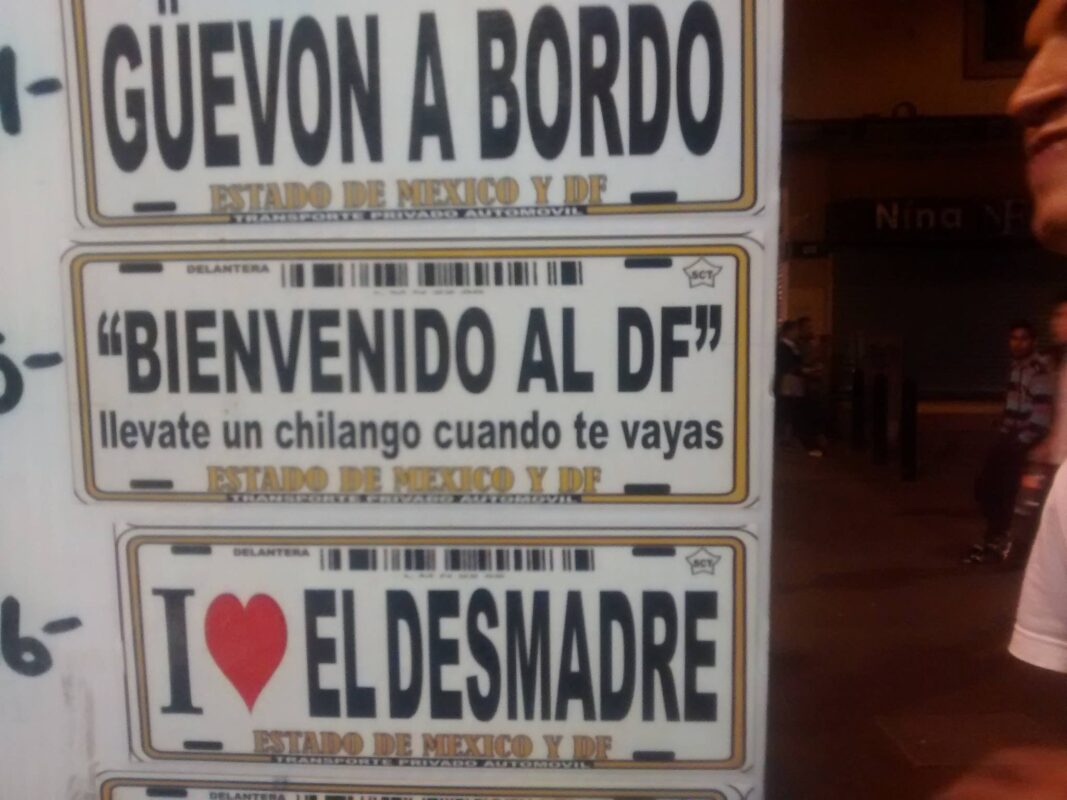 GÜEVON A BORDO
ESTADO DE MEXICO Y DF
TRANSPORTE PRIVADO AUTOMOVIL
DELANTERA
SCT
“BIENVENIDO AL DF”
llevate un chilango cuando te vayas
ESTADO DE MEXICO Y DF
TRANSPORTE PRIVADO AUTOMOVIL
6-
DELANTERA
SCT
I ♥ EL DESMADRE
ESTADO DE MEXICO Y DF
TRANSPORTE PRIVADO AUTOMOVIL
DELANTERA
Nina